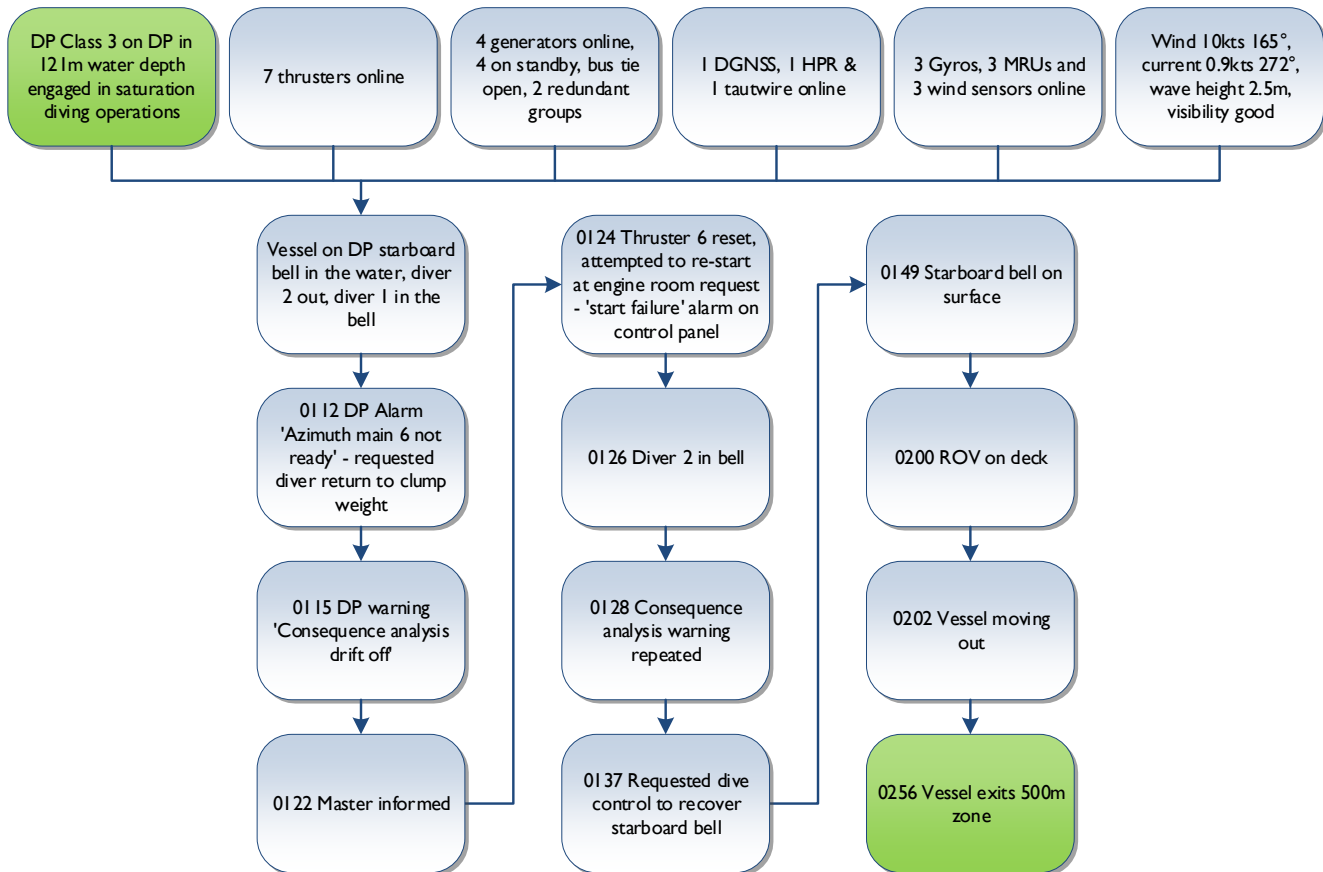 DP Class 3 on DP in
121m water depth
engaged in saturation
diving operations
7 thrusters online
4 generators online,
4 on standby, bus tie
open, 2 redundant
groups
1 DGNSS, 1 HPR &
1 tautwire online
3 Gyros, 3 MRUs and
3 wind sensors online
Wind 10kts 165°,
current 0.9kts 272°,
wave height 2.5m,
visibility good
Vessel on DP starboard
bell in the water, diver
2 out, diver 1 in the
bell
0112 DP Alarm
'Azimuth main 6 not
ready' - requested
diver return to clump
weight
0115 DP warning
'Consequence analysis
drift off'
0122 Master informed
0124 Thruster 6 reset,
attempted to re-start
at engine room request
- 'start failure' alarm on
control panel
0126 Diver 2 in bell
0128 Consequence
analysis warning
repeated
0137 Requested dive
control to recover
starboard bell
0149 Starboard bell on
surface
0200 ROV on deck
0202 Vessel moving
out
0256 Vessel exits 500m
zone